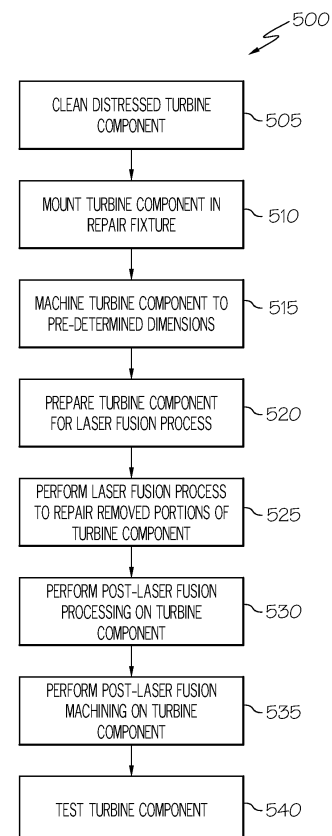 500
CLEAN DISTRESSED TURBINE
COMPONENT
505
MOUNT TURBINE COMPONENT IN
REPAIR FIXTURE
510
MACHINE TURBINE COMPONENT TO
PRE-DETERMINED DIMENSIONS
515
PREPARE TURBINE COMPONENT
FOR LASER FUSION PROCESS
520
PERFORM LASER FUSION PROCESS
TO REPAIR REMOVED PORTIONS OF
TURBINE COMPONENT
525
PERFORM POST-LASER FUSION
PROCESSING ON TURBINE
COMPONENT
530
PERFORM POST-LASER FUSION
MACHINING ON TURBINE
COMPONENT
535
TEST TURBINE COMPONENT
540